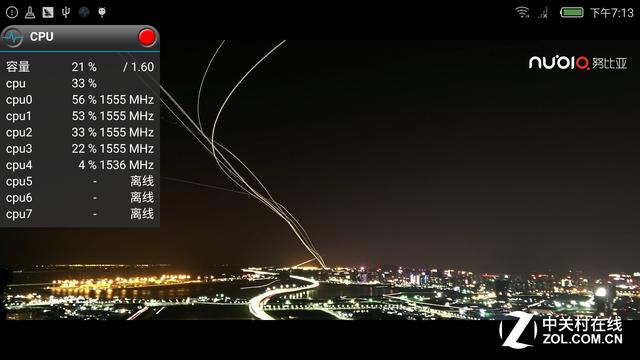 下午7:13
CPU
容量 21 % / 1.60
cpu 33 %
cpu0 56 % 1555 MHz
cpu1 53 % 1555 MHz
cpu2 33 % 1555 MHz
cpu3 22 % 1555 MHz
cpu4 4 % 1536 MHz
cpu5 - 离线
cpu6 - 离线
cpu7 - 离线
nubia 努比亚
Z 中关村在线
ZOL.COM.CN